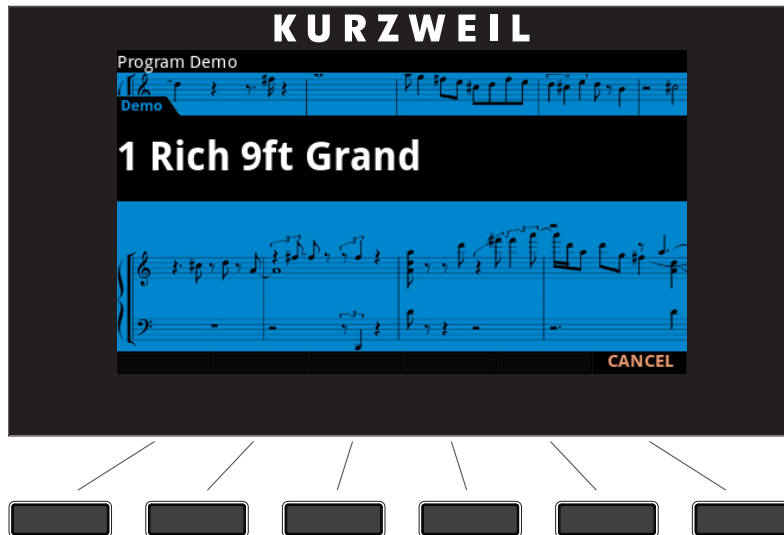 KURZWEIL
Program Demo
Demo
1 Rich 9ft Grand
CANCEL